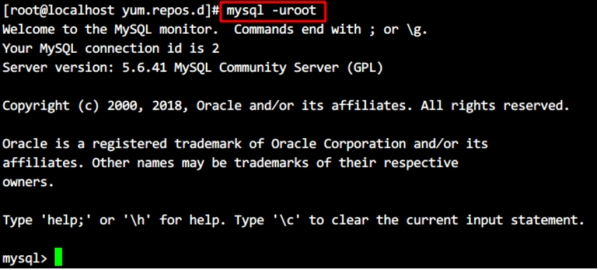 [root@localhost yum.repos.d]# mysql -uroot
Welcome to the MySQL monitor.  Commands end with ; or \g.
Your MySQL connection id is 2
Server version: 5.6.41 MySQL Community Server (GPL)
Copyright (c) 2000, 2018, Oracle and/or its affiliates. All rights reserved.
Oracle is a registered trademark of Oracle Corporation and/or its
affiliates. Other names may be trademarks of their respective
owners.
Type 'help;' or '\h' for help. Type '\c' to clear the current input statement.
mysql>